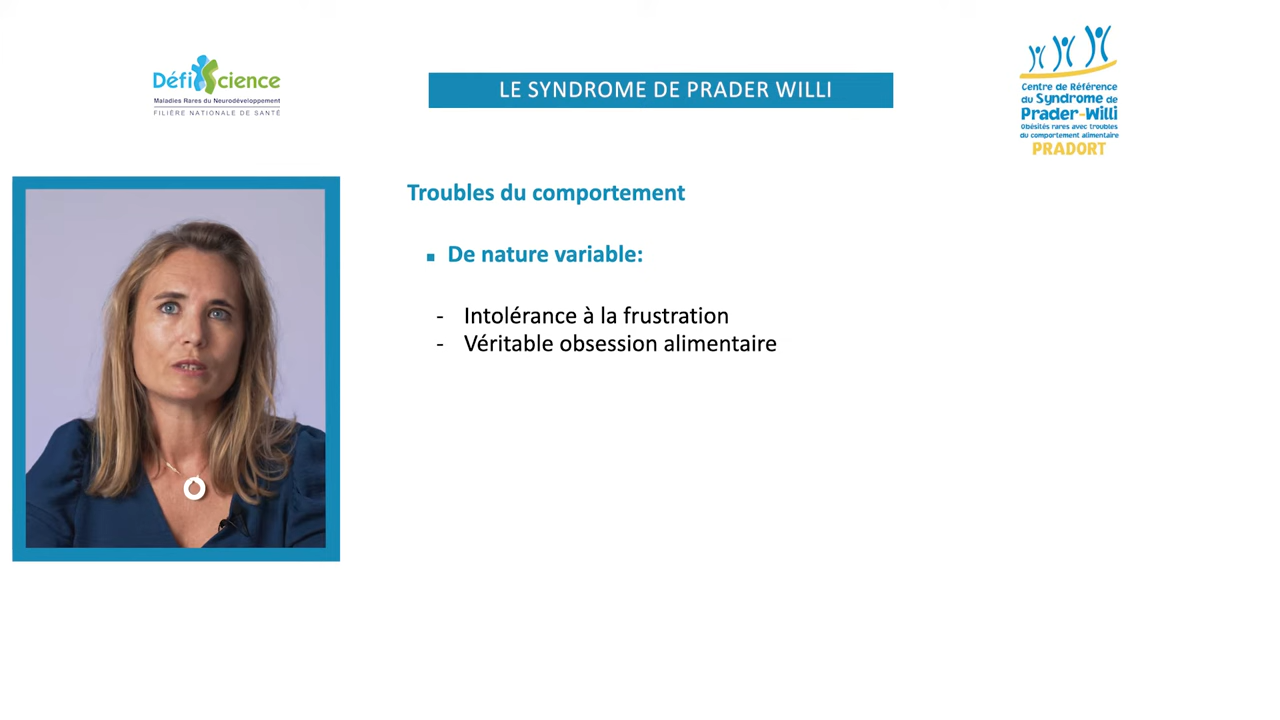 DéfiScience
Maladies Rares du Neurodéveloppement
FILIÈRE NATIONALE DE SANTÉ
LE SYNDROME DE PRADER WILLI
Centre de Référence
du Syndrome de
Prader-Willi
Obésités rares avec troubles
du comportement alimentaire
PRADORT
Troubles du comportement
▪ De nature variable:
- Intolérance à la frustration
- Véritable obsession alimentaire